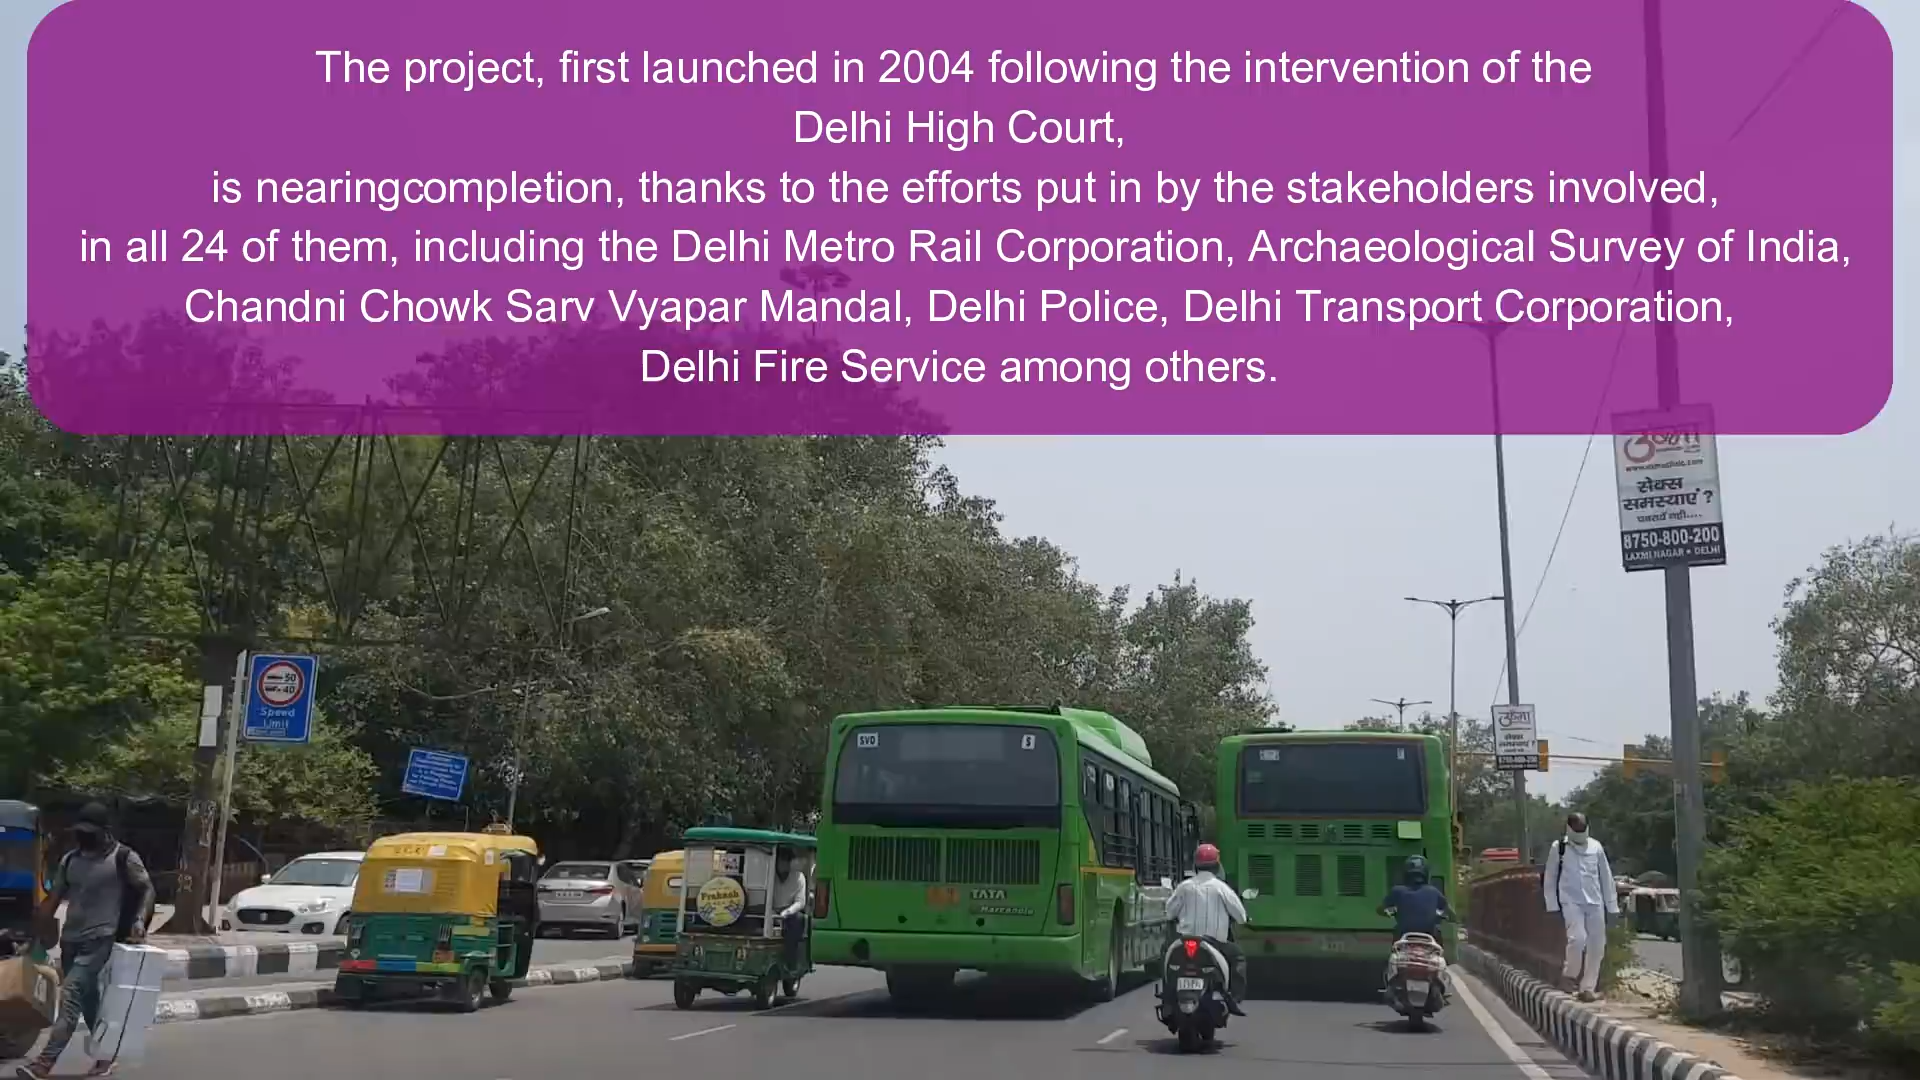 The project, first launched in 2004 following the intervention of the
Delhi High Court,
is nearingcompletion, thanks to the efforts put in by the stakeholders involved,
in all 24 of them, including the Delhi Metro Rail Corporation, Archaeological Survey of India,
Chandni Chowk Sarv Vyapar Mandal, Delhi Police, Delhi Transport Corporation,
Delhi Fire Service among others.
सेक्स
समस्याएं ?
8750-800-200
LAXMI NAGAR • DELHI
50
40
Speed
Limit
SVD
S
TATA
Marcopolo
Prakash